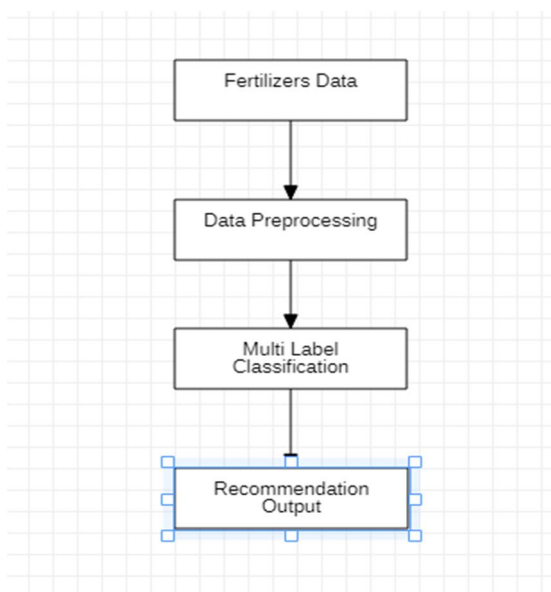 Fertilizers Data
Data Preprocessing
Multi Label
Classification
Recommendation
Output